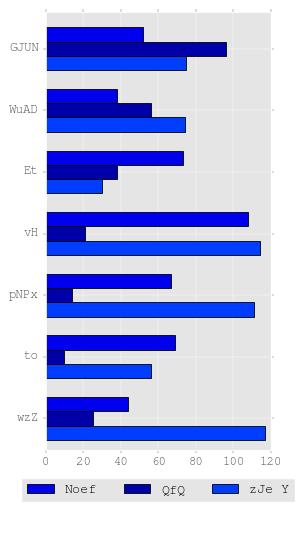 GJUN
WuAD
Et
vH
pNPx
to
wzZ
0 20 40 60 80 100 120
Noef QfQ zJe Y